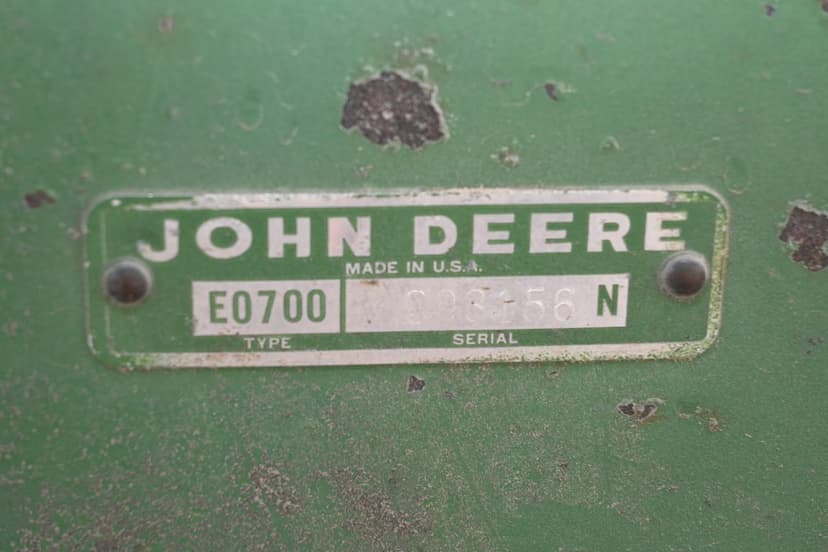 JOHN DEERE
MADE IN U.S.A.
E0700 N
TYPE SERIAL